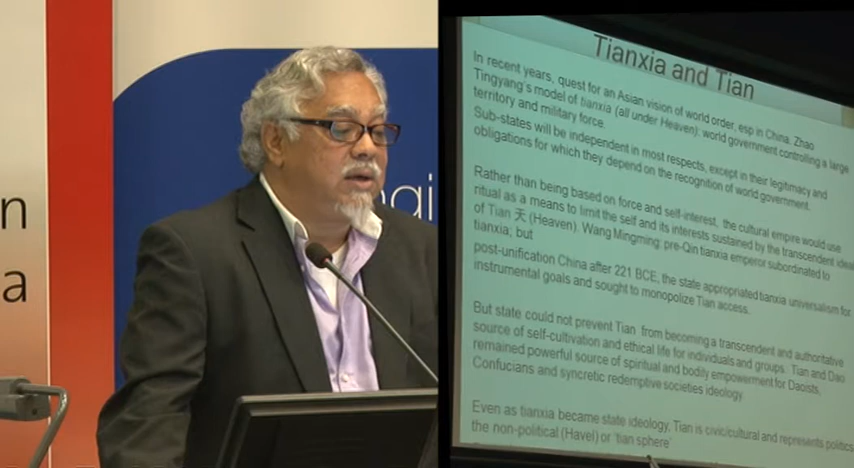 n
a
gi
Tianxia and Tian
In recent years, quest for an Asian vision of world order, esp in China. Zhao
Tingyang's model of tianxia (all under Heaven): world government controlling a large
territory and military force.
Sub-states will be independent in most respects, except in their legitimacy and
obligations for which they depend on the recognition of world government.
Rather than being based on force and self-interest, the cultural empire would use
ritual as a means to limit the self and its interests sustained by the transcendent ideas
of Tian 天 (Heaven). Wang Mingming: pre-Qin tianxia emperor subordinated to
tianxia; but
post-unification China after 221 BCE, the state appropriated tianxia universalism for
instrumental goals and sought to monopolize Tian access.
But state could not prevent Tian from becoming a transcendent and authoritative
source of self-cultivation and ethical life for individuals and groups. Tian and Dao
remained powerful source of spiritual and bodily empowerment for Daoists,
Confucians and syncretic redemptive societies ideology
Even as tianxia became state ideology, Tian is civic/cultural and represents politics
the non-political (Havel) or 'tian sphere'